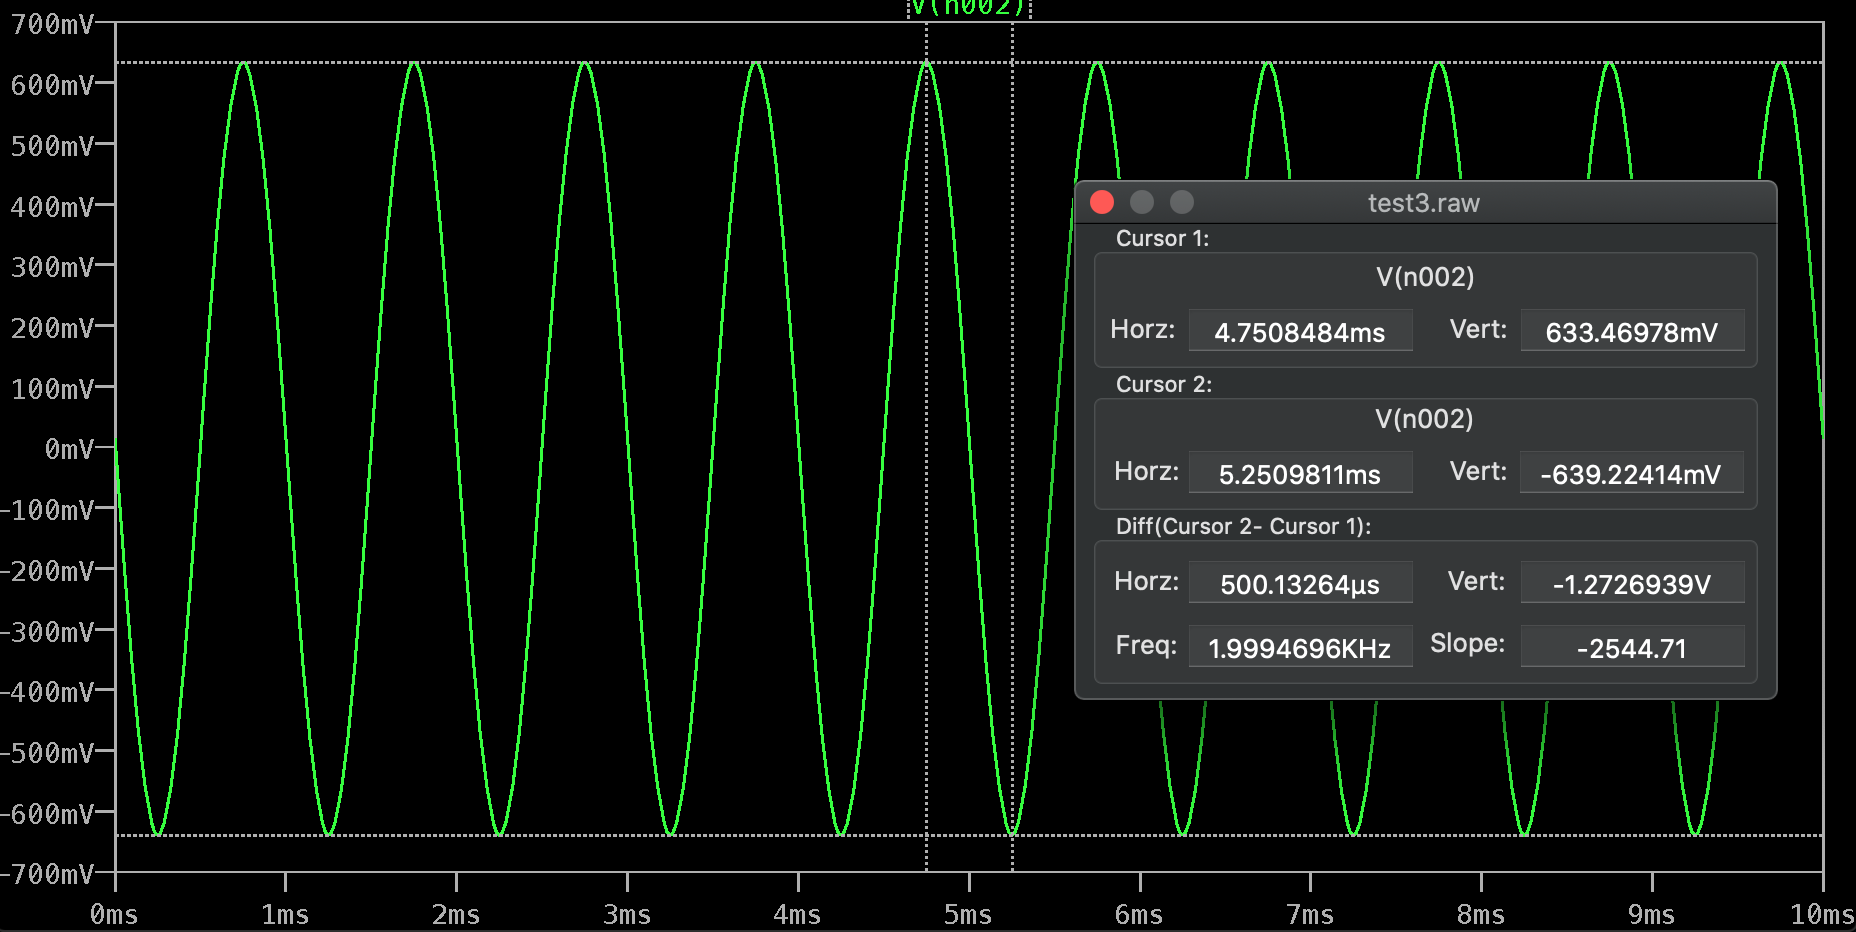 V(n002)
700mV
600mV
500mV
400mV
300mV
200mV
100mV
0mV
-100mV
-200mV
-300mV
-400mV
-500mV
-600mV
-700mV
0ms 1ms 2ms 3ms 4ms 5ms 6ms 7ms 8ms 9ms 10ms
test3.raw
Cursor 1:
V(n002)
Horz: 4.7508484ms Vert: 633.46978mV
Cursor 2:
V(n002)
Horz: 5.2509811ms Vert: -639.22414mV
Diff(Cursor 2- Cursor 1):
Horz: 500.13264µs Vert: -1.2726939V
Freq: 1.9994696KHz Slope: -2544.71